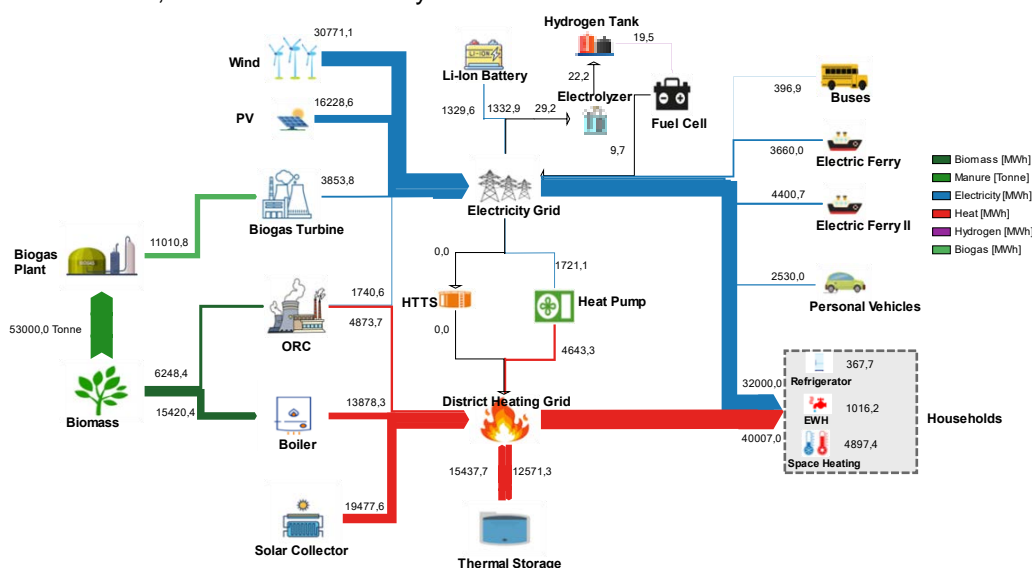 Hydrogen Tank
30771,1
19,5
Wind
Li-Ion Battery
22,2
396,9
Buses
16228,6
1329,6
1332,9
29,2
Electrolyzer
Fuel Cell
PV
9,7
3660,0
Electric Ferry
3853,8
4400,7
Electricity Grid
Biogas Turbine
Electric Ferry II
Biomass [MWh]
Manure [Tonne]
Electricity [MWh]
Heat [MWh]
Hydrogen [MWh]
Biogas [MWh]
11010,8
Biogas
Plant
0,0
1721,1
2530,0
1740,6
HTTS
Heat Pump
Personal Vehicles
4873,7
53000,0 Tonne
0,0
ORC
4643,3
6248,4
32000,0
367,7
Refrigerator
13878,3
District Heating Grid
15420,4
1016,2
Biomass
EWH
Households
Boiler
40007,0
4897,4
Space Heating
15437,7
12571,3
19477,6
Solar Collector
Thermal Storage